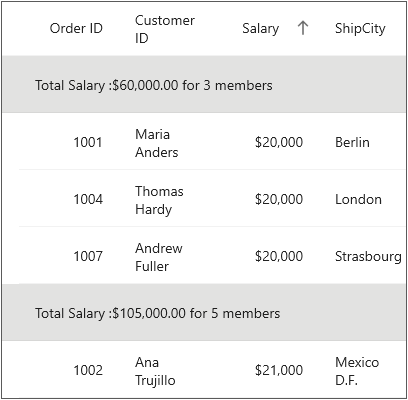 Order ID Customer ID Salary ↑ ShipCity
Total Salary :$60,000.00 for 3 members
1001 Maria Anders $20,000 Berlin
1004 Thomas Hardy $20,000 London
1007 Andrew Fuller $20,000 Strasbourg
Total Salary :$105,000.00 for 5 members
1002 Ana Trujillo $21,000 Mexico D.F.